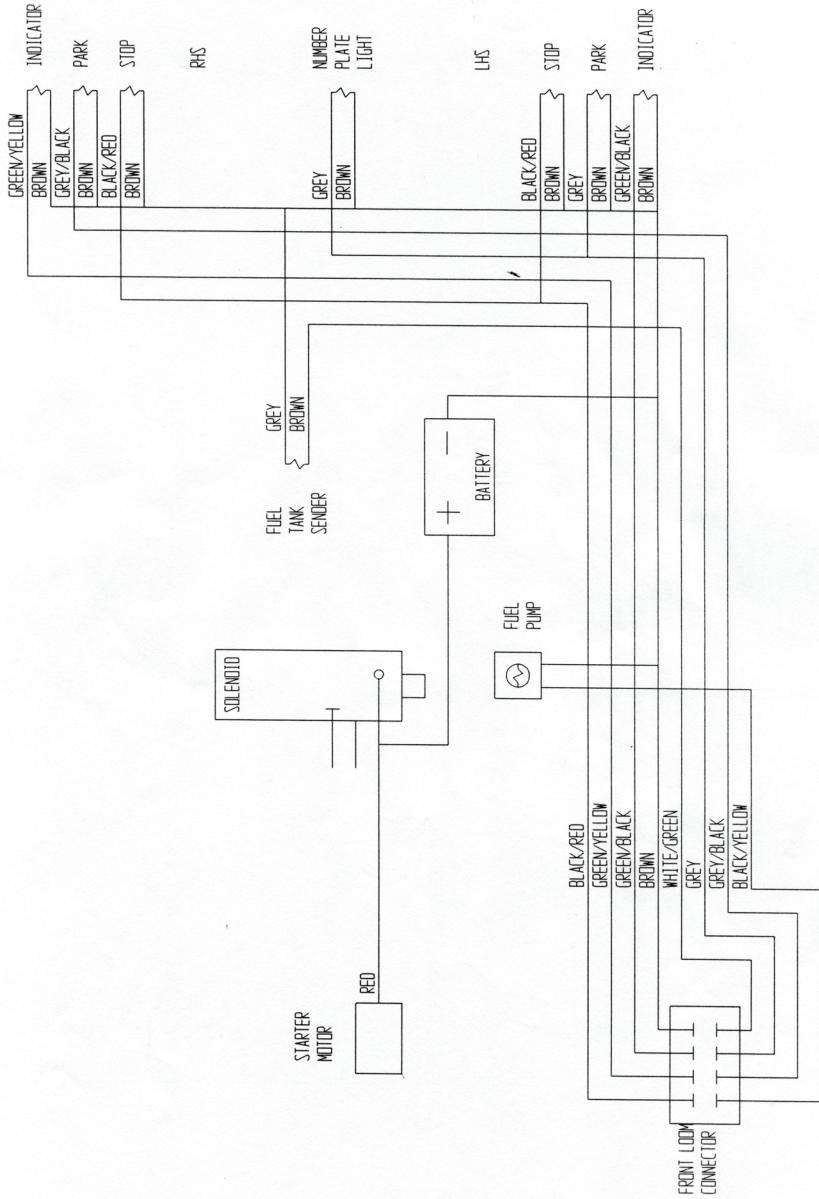 GREEN/YELLOW
BROWN
INDICATOR
GREY/BLACK
BROWN
PARK
BLACK/RED
BROWN
STOP
RHS
GREY
BROWN
NUMBER
PLATE
LIGHT
LHS
BLACK/RED
BROWN
STOP
GREY
BROWN
PARK
GREEN/BLACK
BROWN
INDICATOR
GREY
BROWN
FUEL
TANK
SENDER
+
—
BATTERY
SOLENOID
FUEL
PUMP
RED
STARTER
MOTOR
BLACK/RED
GREEN/YELLOW
GREEN/BLACK
BROWN
WHITE/GREEN
GREY
GREY/BLACK
BLACK/YELLOW
FRONT LOOM
CONNECTOR